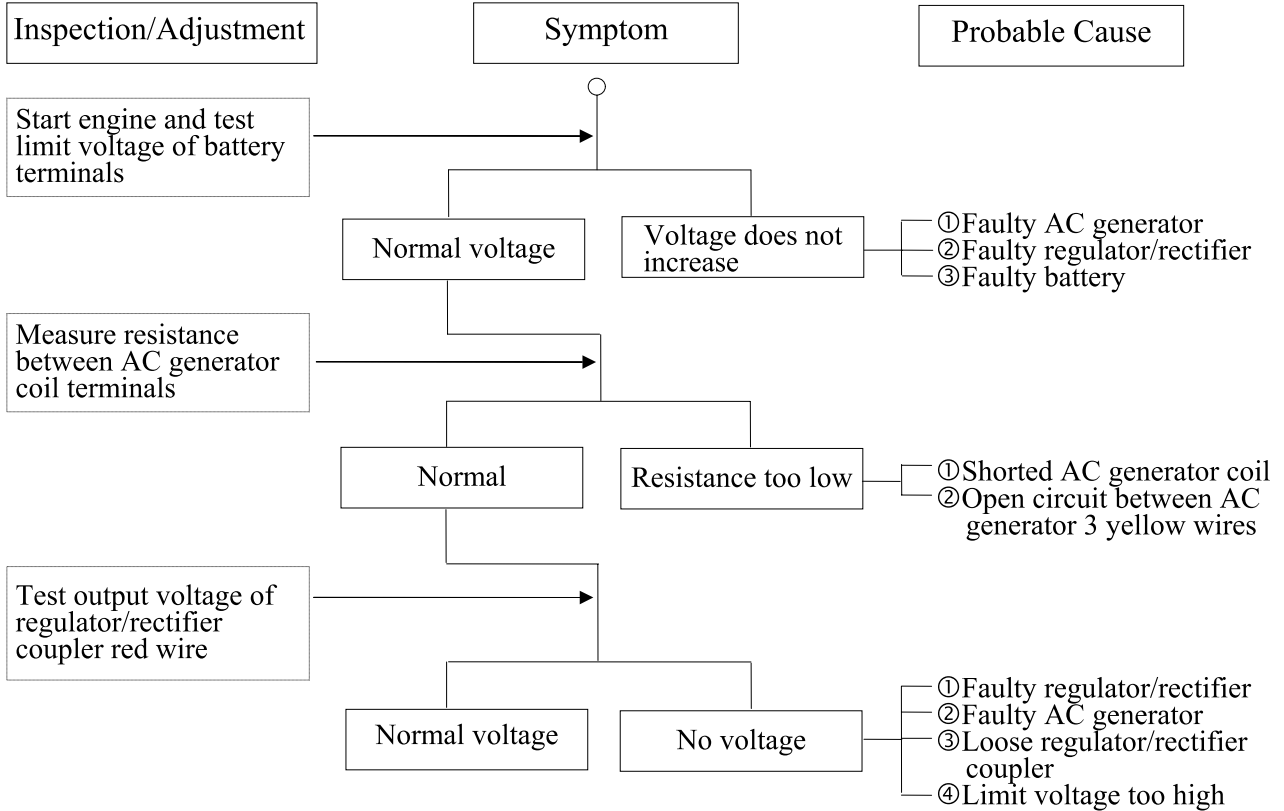 Inspection/Adjustment
Symptom
Probable Cause
Start engine and test
limit voltage of battery
terminals
Normal voltage
Voltage does not
increase
①Faulty AC generator
②Faulty regulator/rectifier
③Faulty battery
Measure resistance
between AC generator
coil terminals
Normal
Resistance too low
①Shorted AC generator coil
②Open circuit between AC
generator 3 yellow wires
Test output voltage of
regulator/rectifier
coupler red wire
Normal voltage
No voltage
①Faulty regulator/rectifier
②Faulty AC generator
③Loose regulator/rectifier
coupler
④Limit voltage too high